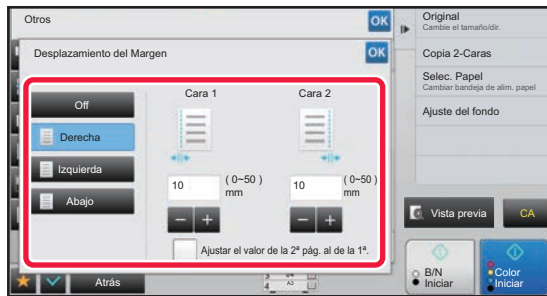 Otros
OK
Desplazamiento del Margen
OK
Off
Derecha
Izquierda
Abajo
Cara 1
Cara 2
10
( 0~50 )
mm
10
( 0~50 )
mm
Ajustar el valor de la 2ª pág. al de la 1ª.
Atrás
A3
Original
Cambie el tamaño/dir.
Copia 2-Caras
Selec. Papel
Cambiar bandeja de alim. papel
Ajuste del fondo
Vista previa
CA
B/N
Iniciar
Color
Iniciar